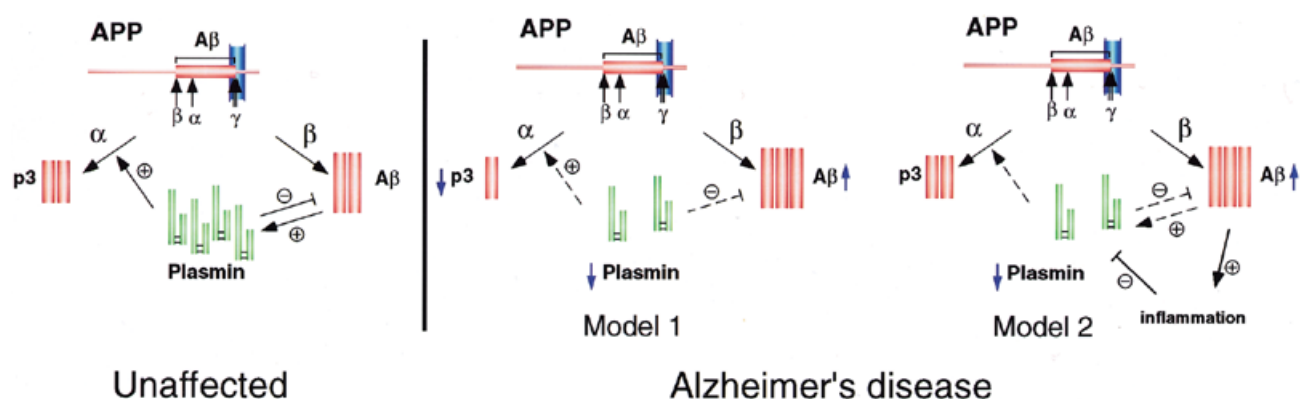 APP
Aβ
β α γ
α
β
⊕
p3
Aβ
⊖
⊕
Plasmin
Unaffected
APP
Aβ
β α γ
α
β
⊕
p3
Aβ
⊖
Plasmin
Model 1
APP
Aβ
β α γ
α
β
p3
Aβ
⊖
⊕
⊕
⊖
Plasmin
inflammation
Model 2
Alzheimer's disease